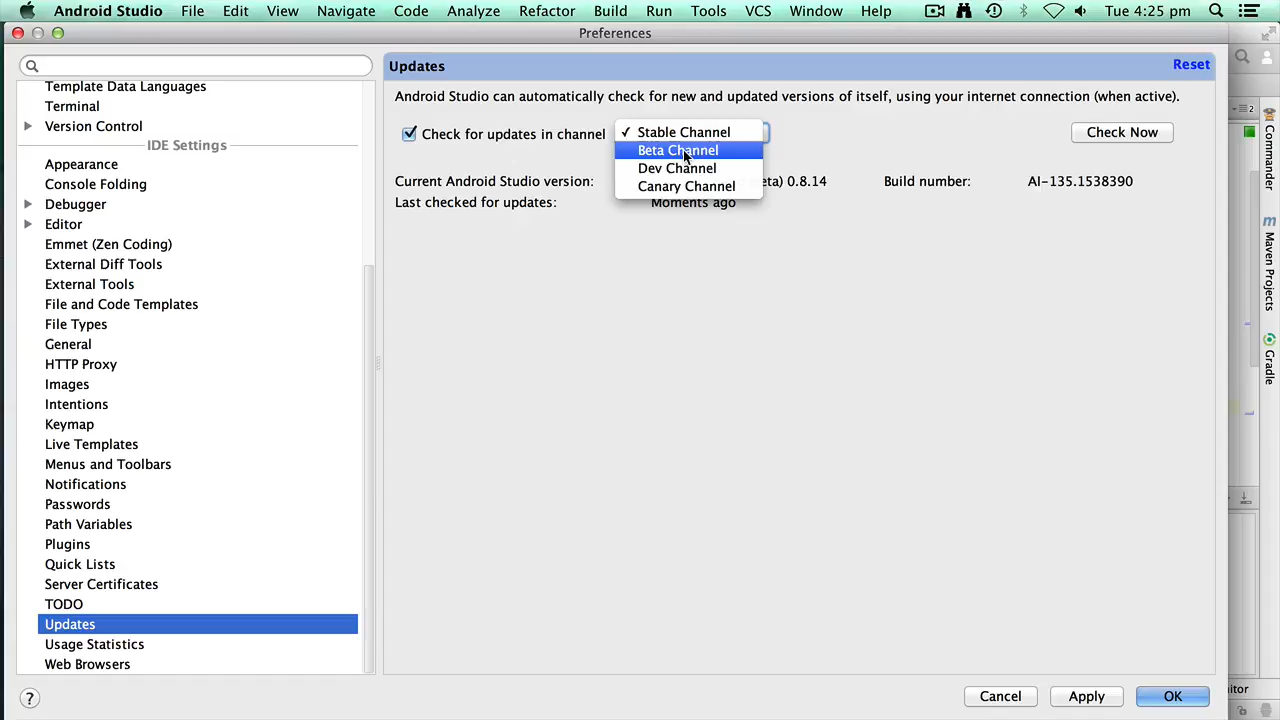 Android Studio File Edit View Navigate Code Analyze Refactor Build Run Tools VCS Window Help Tue 4:25 pm
Preferences
Template Data Languages
Terminal
Version Control
IDE Settings
Appearance
Console Folding
Debugger
Editor
Emmet (Zen Coding)
External Diff Tools
External Tools
File and Code Templates
File Types
General
HTTP Proxy
Images
Intentions
Keymap
Live Templates
Menus and Toolbars
Notifications
Passwords
Path Variables
Plugins
Quick Lists
Server Certificates
TODO
Updates
Usage Statistics
Web Browsers
?
Updates Reset
Android Studio can automatically check for new and updated versions of itself, using your internet connection (when active).
Check for updates in channel ✓ Stable Channel Check Now
Beta Channel
Dev Channel
Canary Channel
Current Android Studio version: eta) 0.8.14 Build number: AI-135.1538390
Last checked for updates: Moments ago
Cancel Apply OK
Commander
m Maven Projects
Gradle
itor